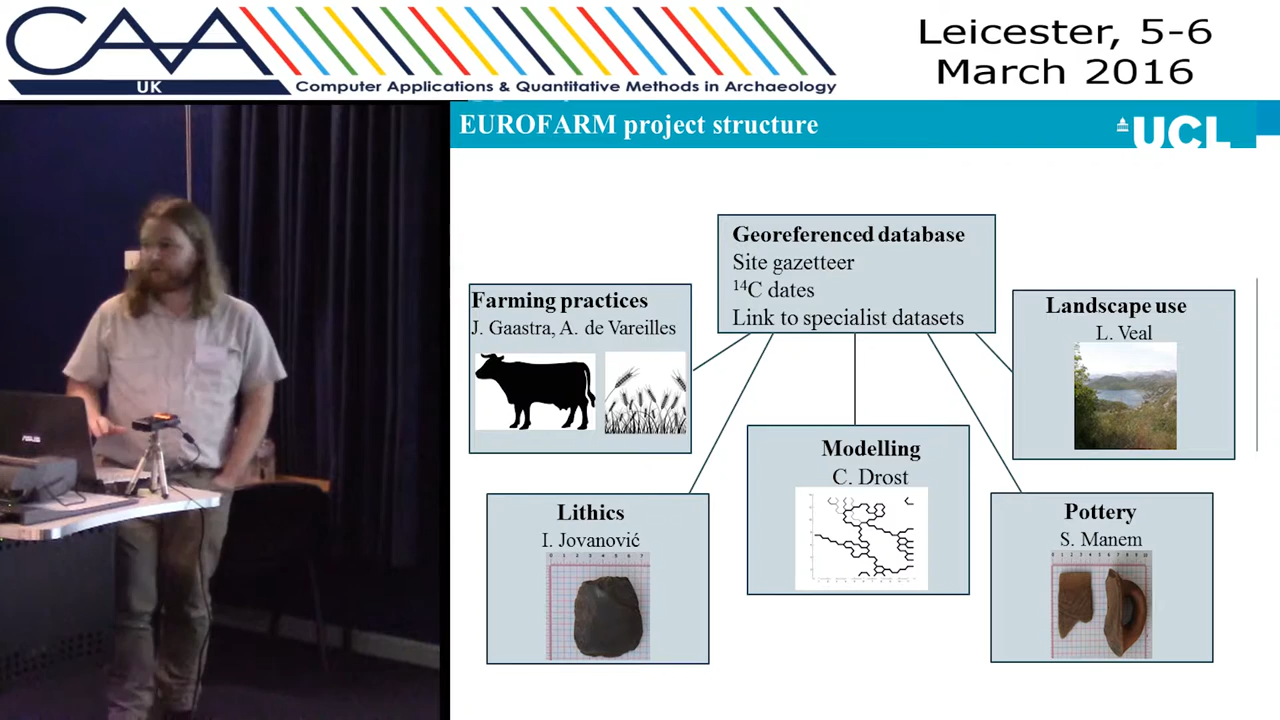 CAA
UK
Computer Applications & Quantitative Methods in Archaeology
Leicester, 5-6
March 2016
EUROFARM project structure
UCL
Georeferenced database
Site gazetteer
¹⁴C dates
Link to specialist datasets
Farming practices
J. Gaastra, A. de Vareilles
Landscape use
L. Veal
Modelling
C. Drost
Lithics
I. Jovanović
Pottery
S. Manem
ASUS